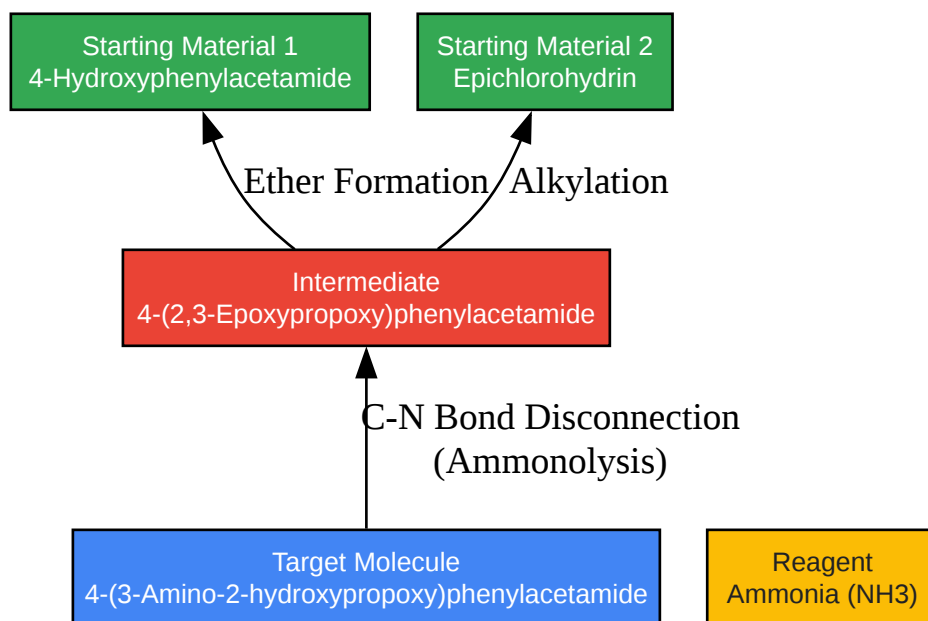 Starting Material 1
4-Hydroxyphenylacetamide
Starting Material 2
Epichlorohydrin
Ether Formation
Alkylation
Intermediate
4-(2,3-Epoxypropoxy)phenylacetamide
C-N Bond Disconnection
(Ammonolysis)
Target Molecule
4-(3-Amino-2-hydroxypropoxy)phenylacetamide
Reagent
Ammonia (NH3)